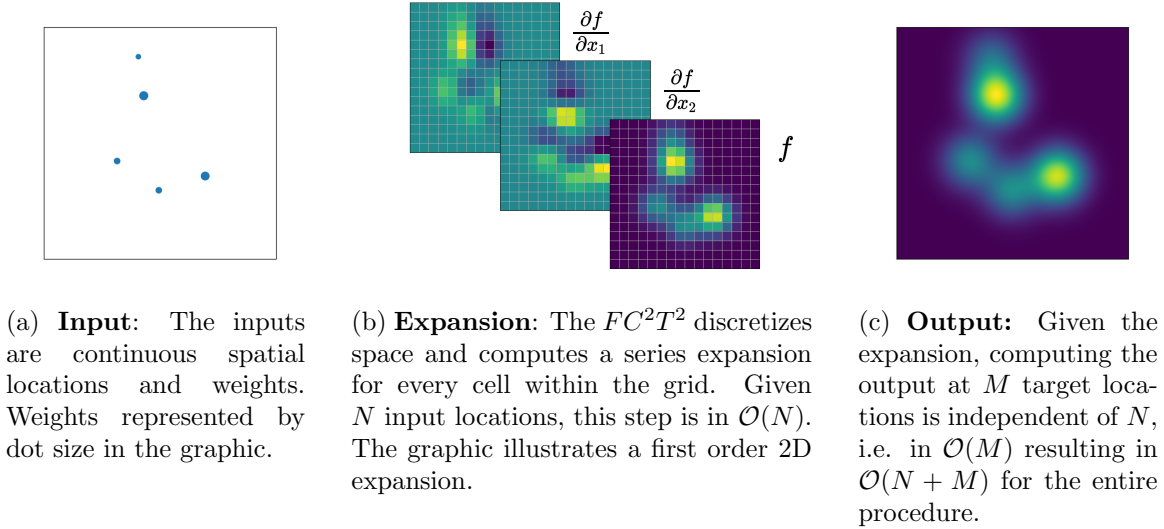 ∂f/∂x₁
∂f/∂x₂
f
(a) Input: The inputs
are continuous spatial
locations and weights.
Weights represented by
dot size in the graphic.
(b) Expansion: The FC²T² discretizes
space and computes a series expansion
for every cell within the grid. Given
N input locations, this step is in O(N).
The graphic illustrates a first order 2D
expansion.
(c) Output: Given the
expansion, computing the
output at M target loca-
tions is independent of N,
i.e. in O(M) resulting in
O(N + M) for the entire
procedure.